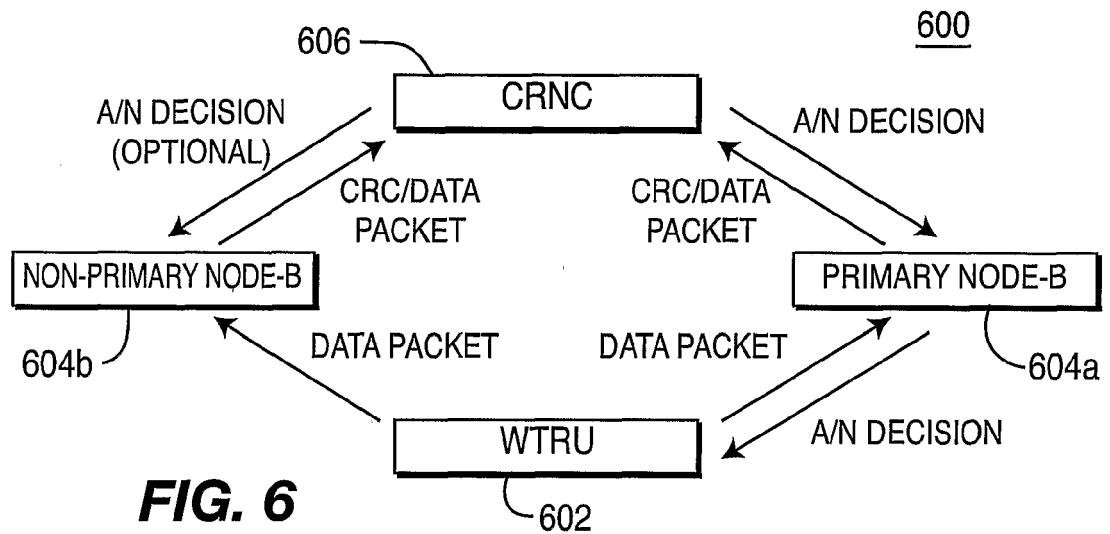 600
606
CRNC
A/N DECISION
(OPTIONAL)
A/N DECISION
CRC/DATA
PACKET
CRC/DATA
PACKET
NON-PRIMARY NODE-B
PRIMARY NODE-B
604b
DATA PACKET
DATA PACKET
604a
WTRU
A/N DECISION
FIG. 6
602